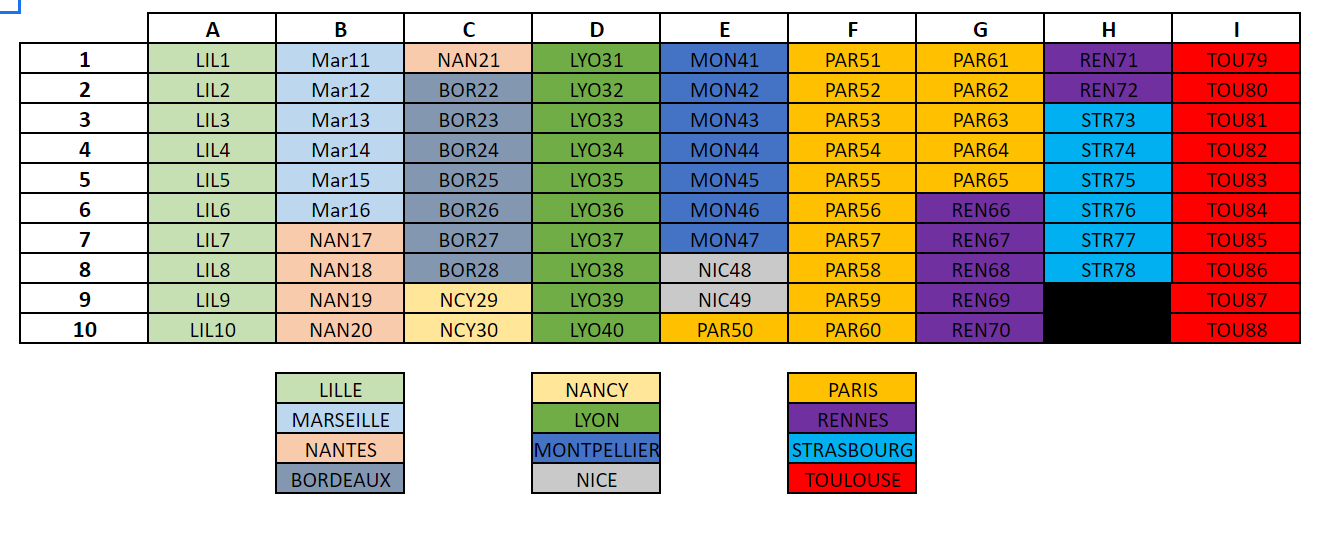 A B C D E F G H I
1 LIL1 Mar11 NAN21 LYO31 MON41 PAR51 PAR61 REN71 TOU79
2 LIL2 Mar12 BOR22 LYO32 MON42 PAR52 PAR62 REN72 TOU80
3 LIL3 Mar13 BOR23 LYO33 MON43 PAR53 PAR63 STR73 TOU81
4 LIL4 Mar14 BOR24 LYO34 MON44 PAR54 PAR64 STR74 TOU82
5 LIL5 Mar15 BOR25 LYO35 MON45 PAR55 PAR65 STR75 TOU83
6 LIL6 Mar16 BOR26 LYO36 MON46 PAR56 REN66 STR76 TOU84
7 LIL7 NAN17 BOR27 LYO37 MON47 PAR57 REN67 STR77 TOU85
8 LIL8 NAN18 BOR28 LYO38 NIC48 PAR58 REN68 STR78 TOU86
9 LIL9 NAN19 NCY29 LYO39 NIC49 PAR59 REN69 TOU87
10 LIL10 NAN20 NCY30 LYO40 PAR50 PAR60 REN70 TOU88
LILLE NANCY PARIS
MARSEILLE LYON RENNES
NANTES MONTPELLIER STRASBOURG
BORDEAUX NICE TOULOUSE